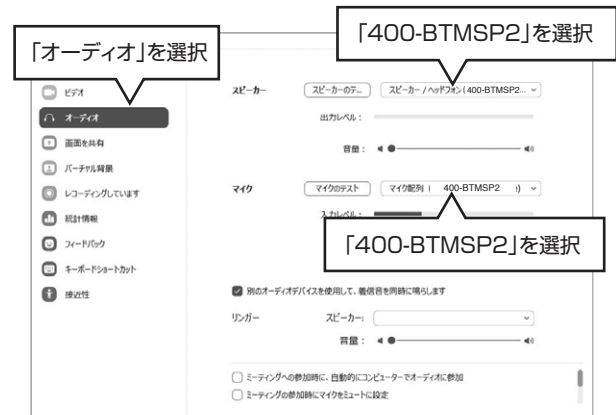 「オーディオ」を選択
「400-BTMSP2」を選択
ビデオ
オーディオ
画面を共有
バーチャル背景
レコーディングしています
統計情報
フィードバック
キーボードショートカット
接近性
スピーカー
スピーカーのテ...
スピーカー / ヘッドフォン ( 400-BTMSP2...
出力レベル :
音量 :
マイク
マイクのテスト
マイク配列 ( 400-BTMSP2 )
入力レベル :
「400-BTMSP2」を選択
別のオーディオデバイスを使用して、着信音を同時に鳴らします
リンガー
スピーカー:
音量 :
ミーティングへの参加時に、自動的にコンピューターでオーディオに参加
ミーティングの参加時にマイクをミュートに設定